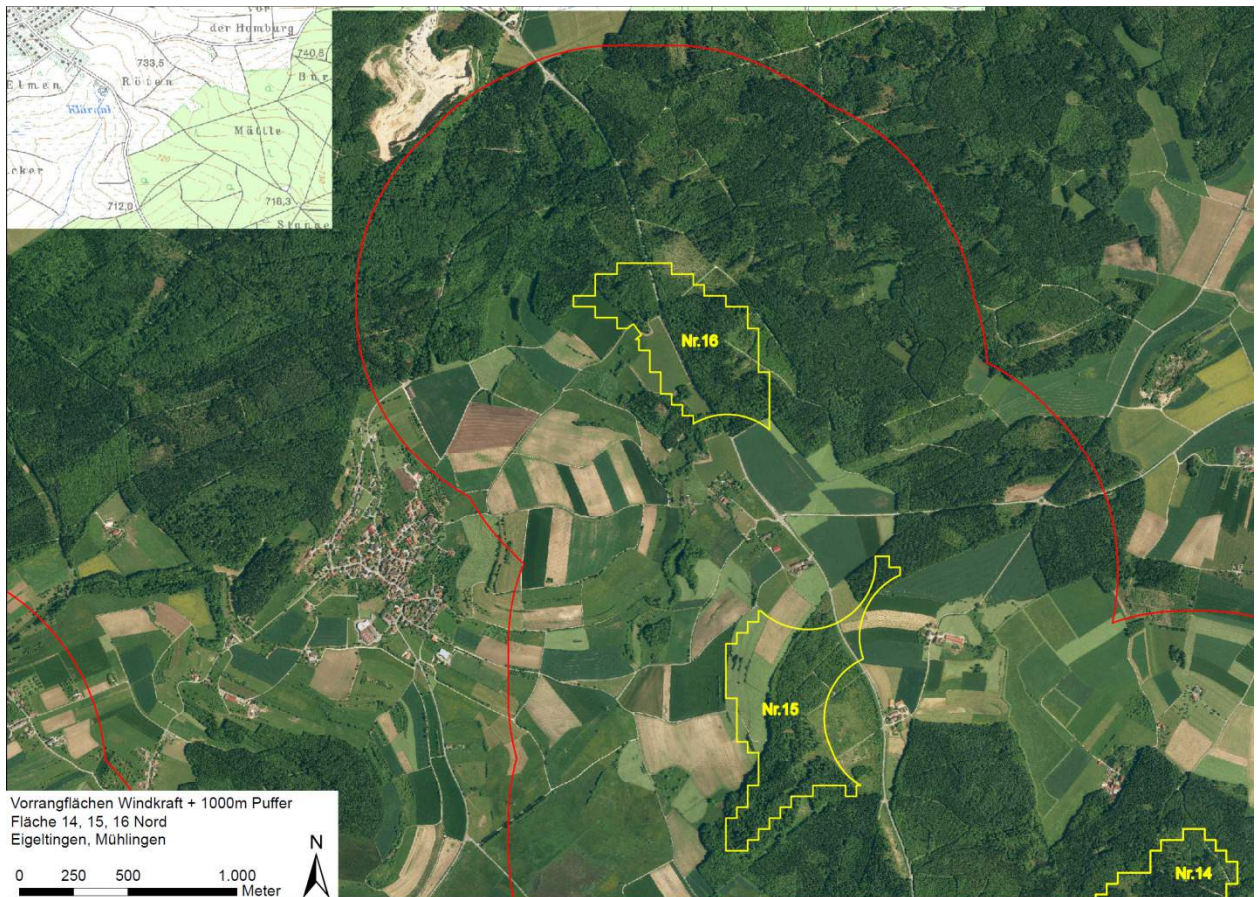 der Homburg
733,5
740,8
Elmen
Röten
Bür
Kläranl
Mättle
720
712,0
718,3
Nr.16
Nr.15
Nr.14
Vorrangflächen Windkraft + 1000m Puffer
Fläche 14, 15, 16 Nord
Eigeltingen, Mühlingen
N
0 250 500 1.000
Meter